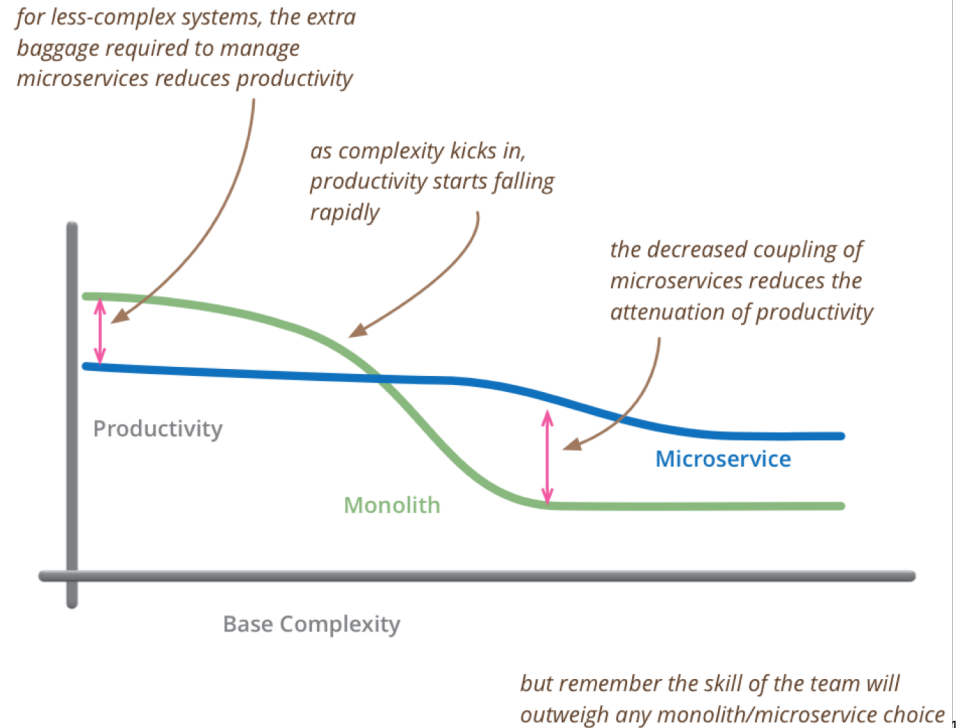 for less-complex systems, the extra
baggage required to manage
microservices reduces productivity
as complexity kicks in,
productivity starts falling
rapidly
the decreased coupling of
microservices reduces the
attenuation of productivity
Productivity
Microservice
Monolith
Base Complexity
but remember the skill of the team will
outweigh any monolith/microservice choice
1